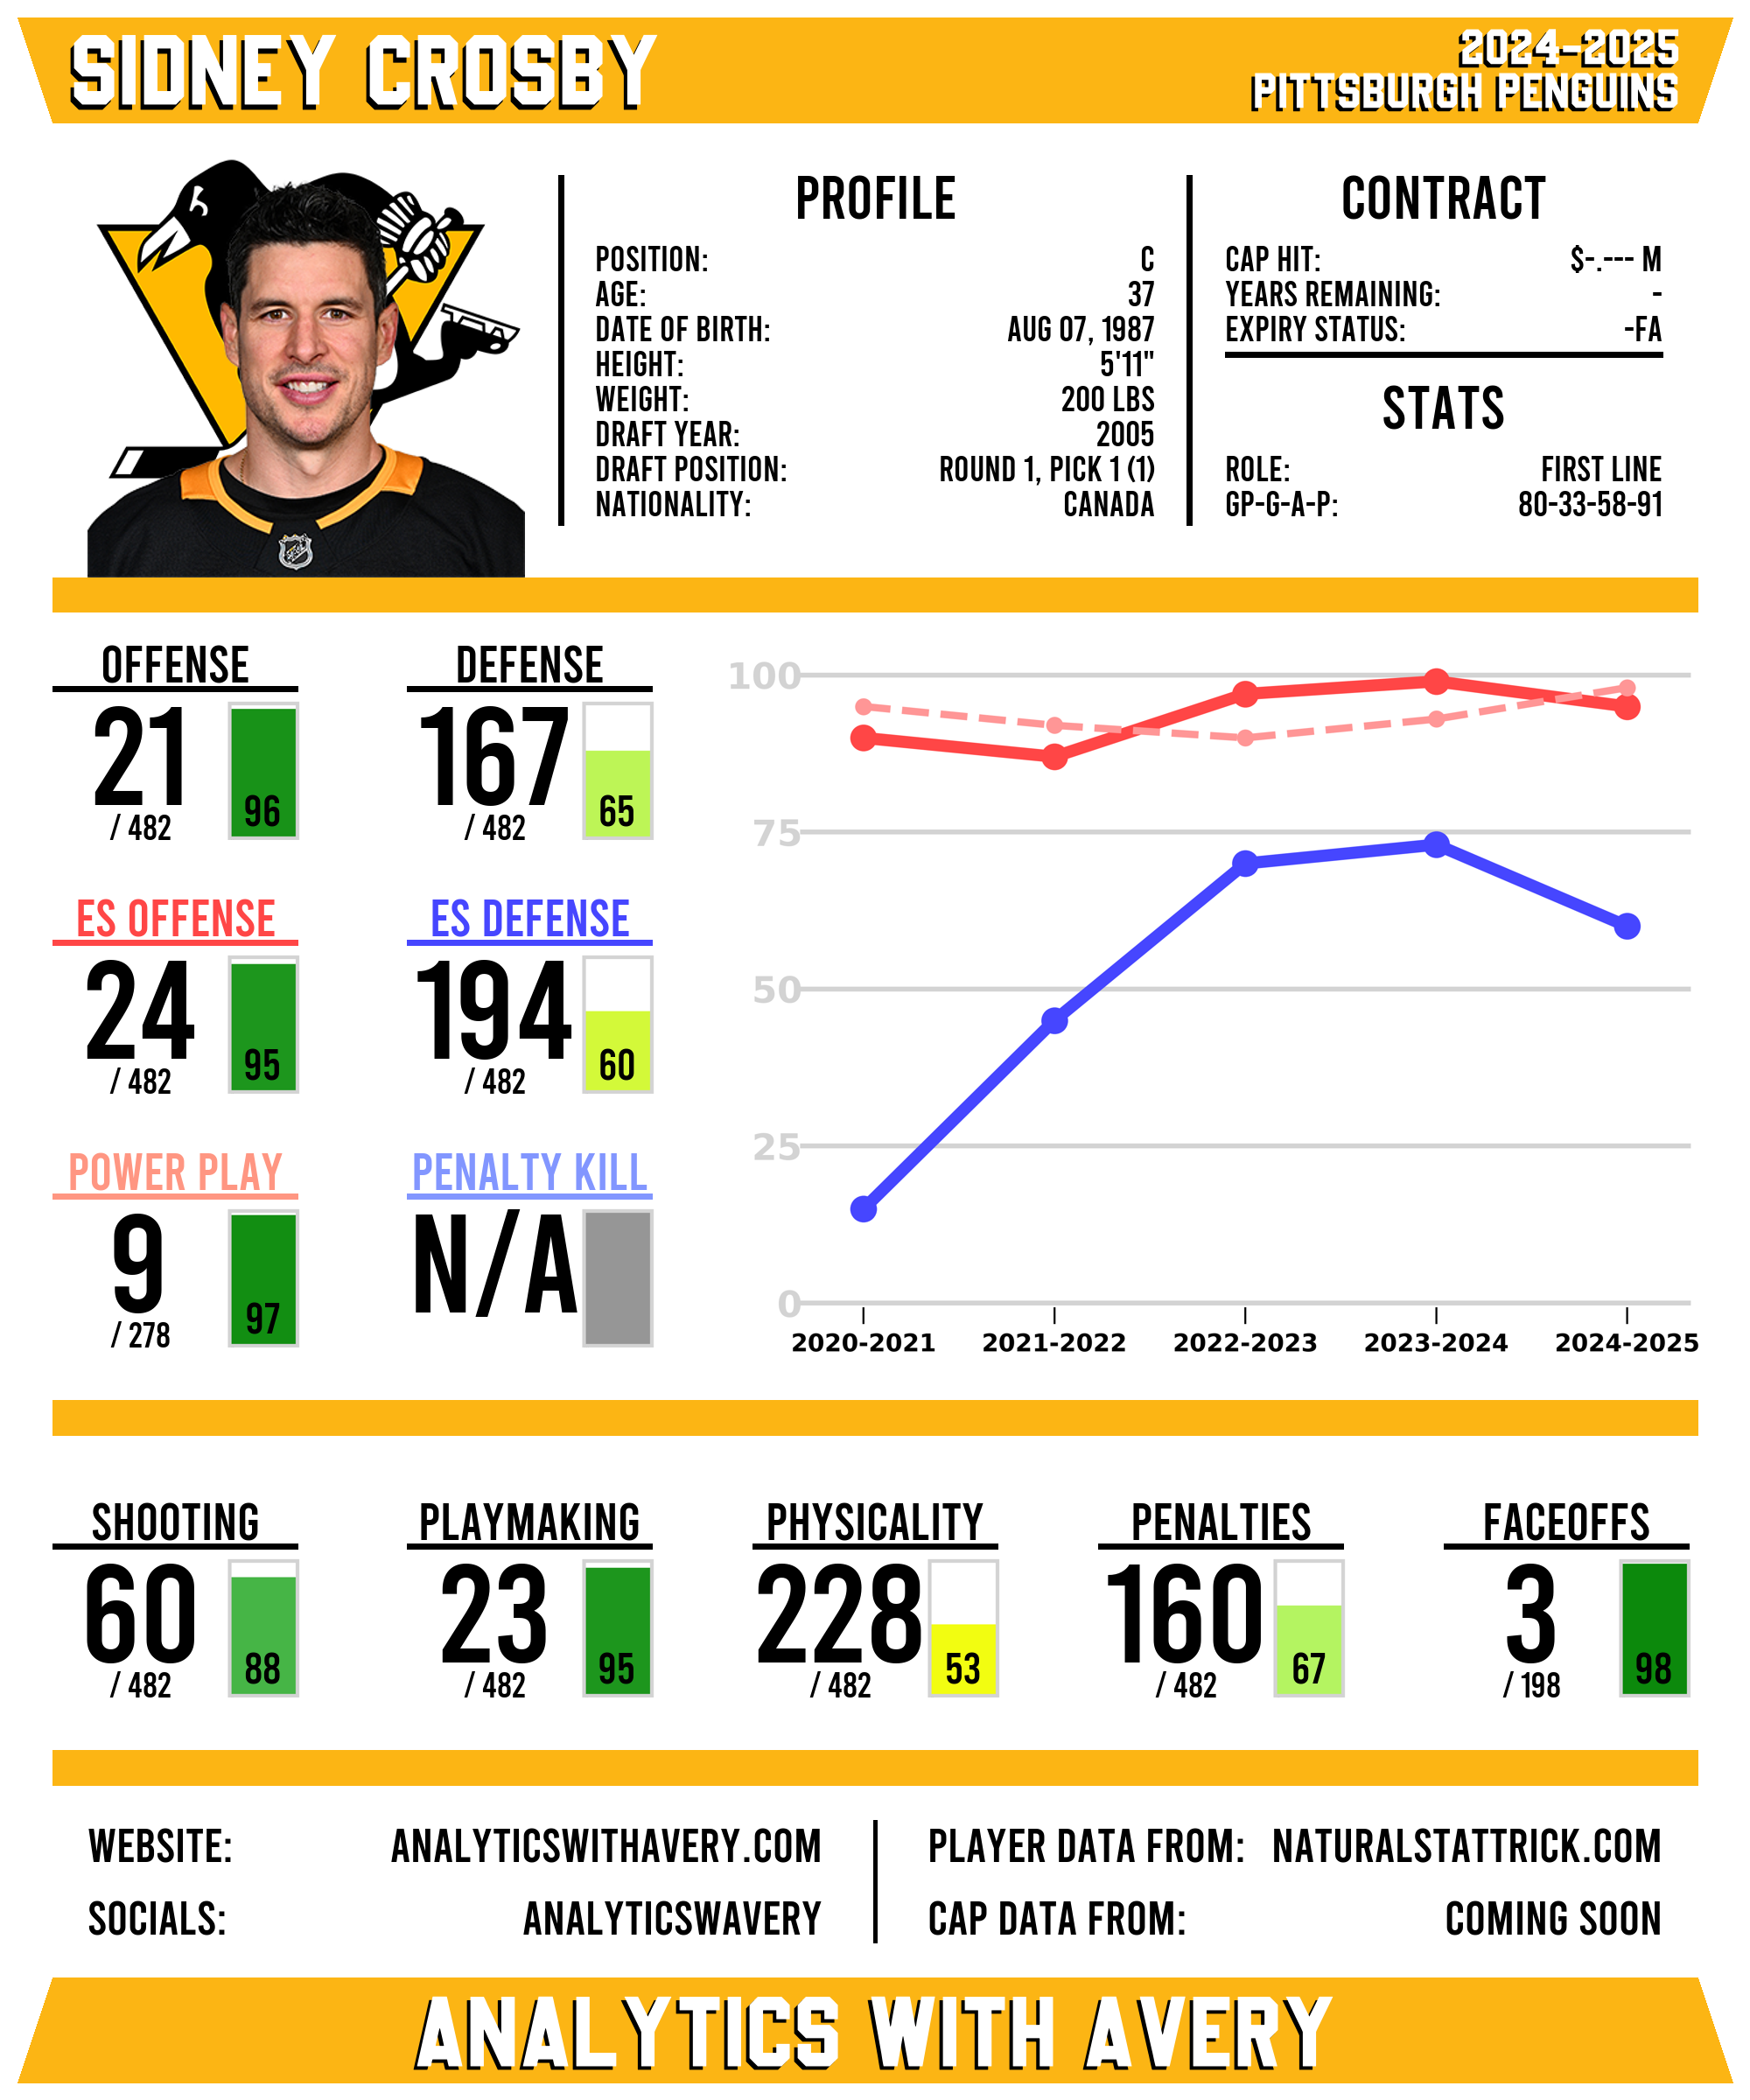 SIDNEY CROSBY
2024-2025
PITTSBURGH PENGUINS
PROFILE
POSITION: C
AGE: 37
DATE OF BIRTH: AUG 07, 1987
HEIGHT: 5'11"
WEIGHT: 200 LBS
DRAFT YEAR: 2005
DRAFT POSITION: ROUND 1, PICK 1 (1)
NATIONALITY: CANADA
CONTRACT
CAP HIT: $-.--- M
YEARS REMAINING: -
EXPIRY STATUS: -FA
STATS
ROLE: FIRST LINE
GP-G-A-P: 80-33-58-91
OFFENSE
21
/ 482
96
DEFENSE
167
/ 482
65
ES OFFENSE
24
/ 482
95
ES DEFENSE
194
/ 482
60
POWER PLAY
9
/ 278
97
PENALTY KILL
N/A
100
75
50
25
0
2020-2021 2021-2022 2022-2023 2023-2024 2024-2025
SHOOTING
60
/ 482
88
PLAYMAKING
23
/ 482
95
PHYSICALITY
228
/ 482
53
PENALTIES
160
/ 482
67
FACEOFFS
3
/ 198
98
WEBSITE: ANALYTICSWITHAVERY.COM
SOCIALS: ANALYTICSWAVERY
PLAYER DATA FROM: NATURALSTATTRICK.COM
CAP DATA FROM: COMING SOON
ANALYTICS WITH AVERY